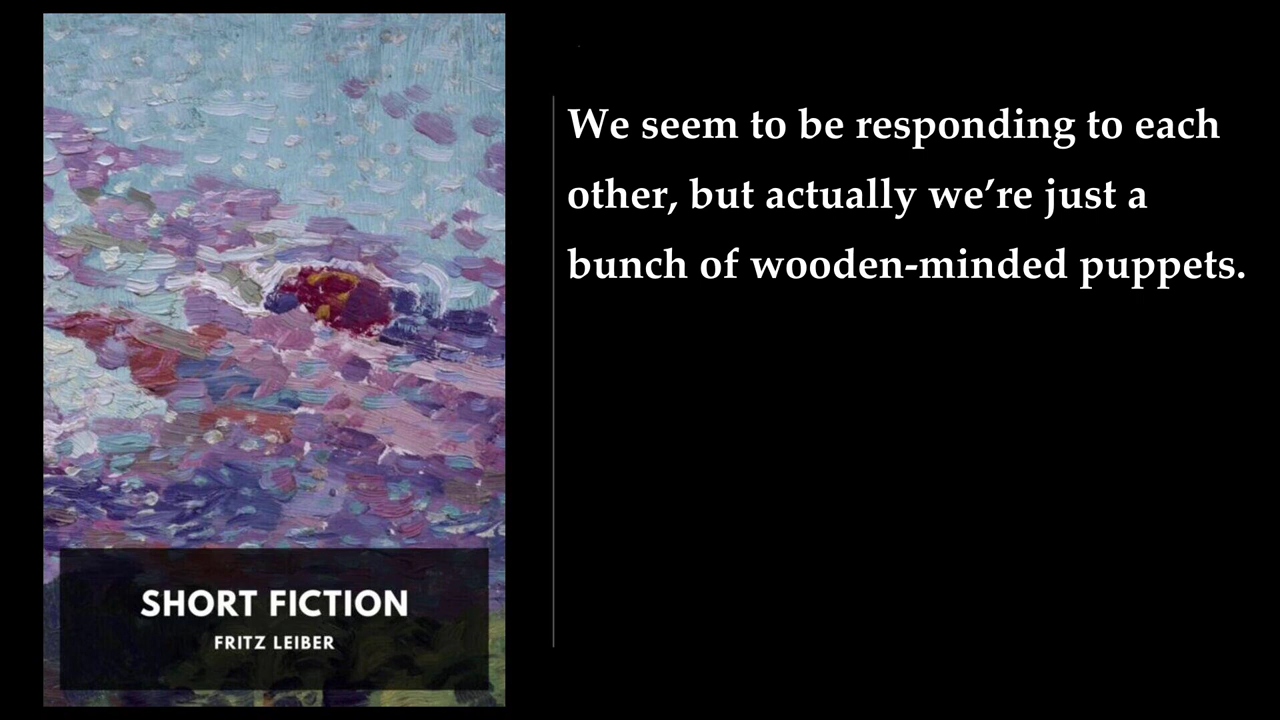 We seem to be responding to each
other, but actually we’re just a
bunch of wooden-minded puppets.
SHORT FICTION
FRITZ LEIBER